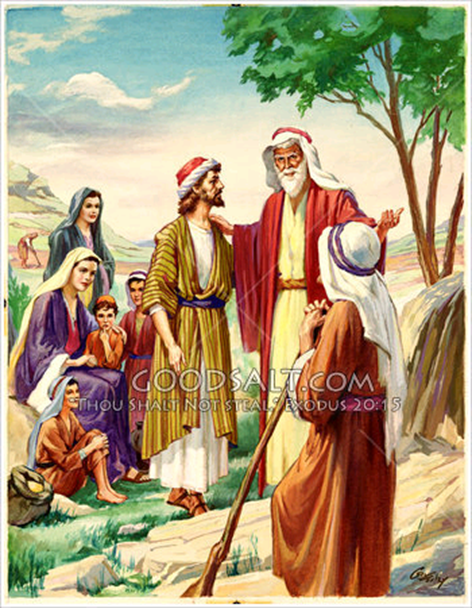 GOODSALT.COM
"THOU SHALT NOT STEAL," EXODUS 20:15